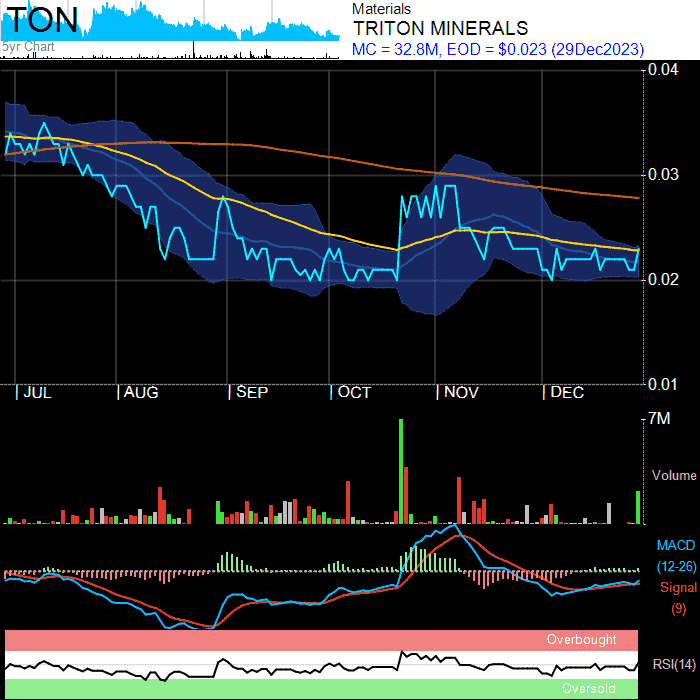 TON
5yr Chart
Materials
TRITON MINERALS
MC = 32.8M, EOD = $0.023 (29Dec2023)
0.04
0.03
0.02
0.01
| JUL | AUG | SEP | OCT | NOV | DEC
7M
Volume
MACD
(12-26)
Signal
(9)
Overbought
RSI(14)
Oversold